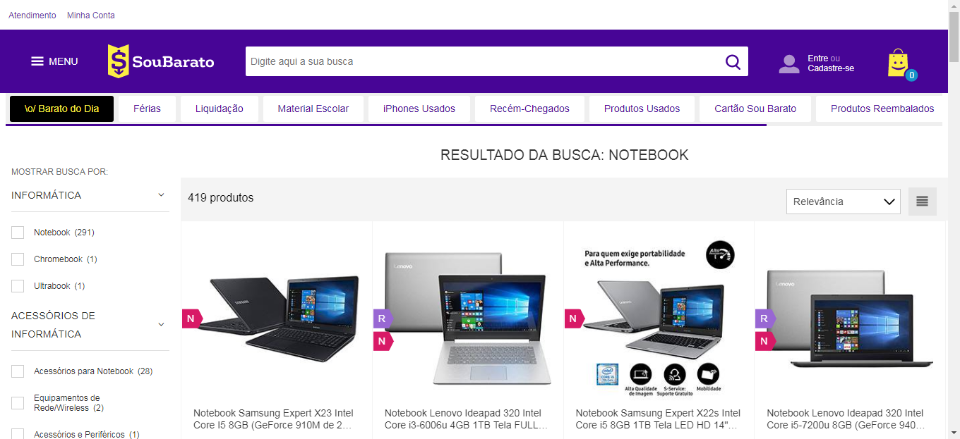 Atendimento Minha Conta
MENU
SouBarato
Digite aqui a sua busca
Entre ou
Cadastre-se
0
\o/ Barato do Dia
Férias
Liquidação
Material Escolar
iPhones Usados
Recém-Chegados
Produtos Usados
Cartão Sou Barato
Produtos Reembalados
RESULTADO DA BUSCA: NOTEBOOK
MOSTRAR BUSCA POR:
INFORMÁTICA
Notebook (291)
Chromebook (1)
Ultrabook (1)
ACESSÓRIOS DE
INFORMÁTICA
Acessórios para Notebook (28)
Equipamentos de
Rede/Wireless (2)
Acessórios e Periféricos (1)
419 produtos
Relevância
N
Notebook Samsung Expert X23 Intel
Core I5 8GB (GeForce 910M de 2...
R
N
Notebook Lenovo Ideapad 320 Intel
Core i3-6006u 4GB 1TB Tela FULL...
Para quem exige portabilidade
e Alta Performance.
N
Alta Qualidade
de Imagem
S-Service:
Suporte Gratuito
Mobilidade
Notebook Samsung Expert X22s Intel
Core i5 8GB 1TB Tela LED HD 14"...
R
N
Notebook Lenovo Ideapad 320 Intel
Core i5-7200u 8GB (GeForce 940...